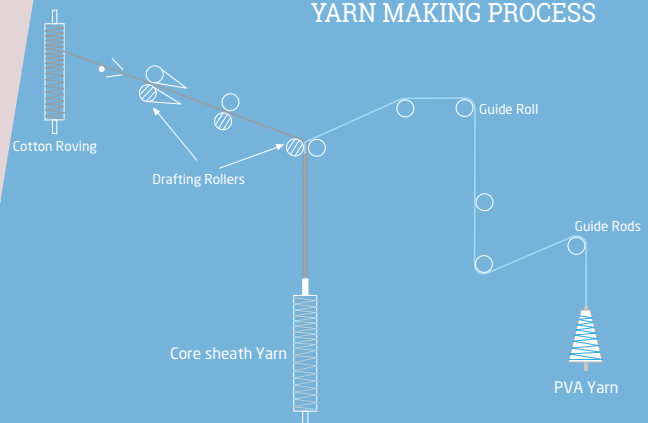 YARN MAKING PROCESS
Guide Roll
Cotton Roving
Drafting Rollers
Guide Rods
Core sheath Yarn
PVA Yarn